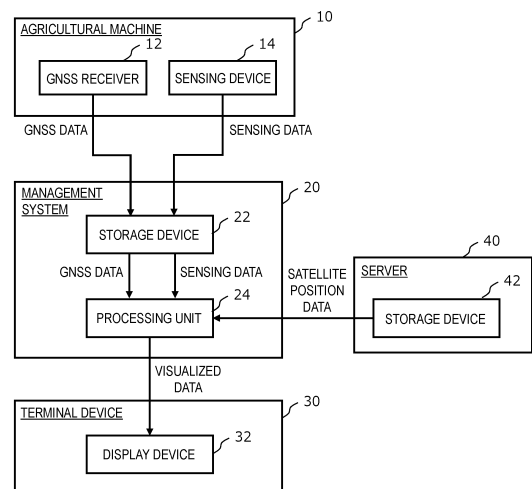 AGRICULTURAL MACHINE
10
12
14
GNSS RECEIVER
SENSING DEVICE
GNSS DATA
SENSING DATA
20
MANAGEMENT
SYSTEM
22
STORAGE DEVICE
GNSS DATA
SENSING DATA
24
PROCESSING UNIT
SATELLITE
POSITION
DATA
40
SERVER
42
STORAGE DEVICE
VISUALIZED
DATA
30
TERMINAL DEVICE
32
DISPLAY DEVICE